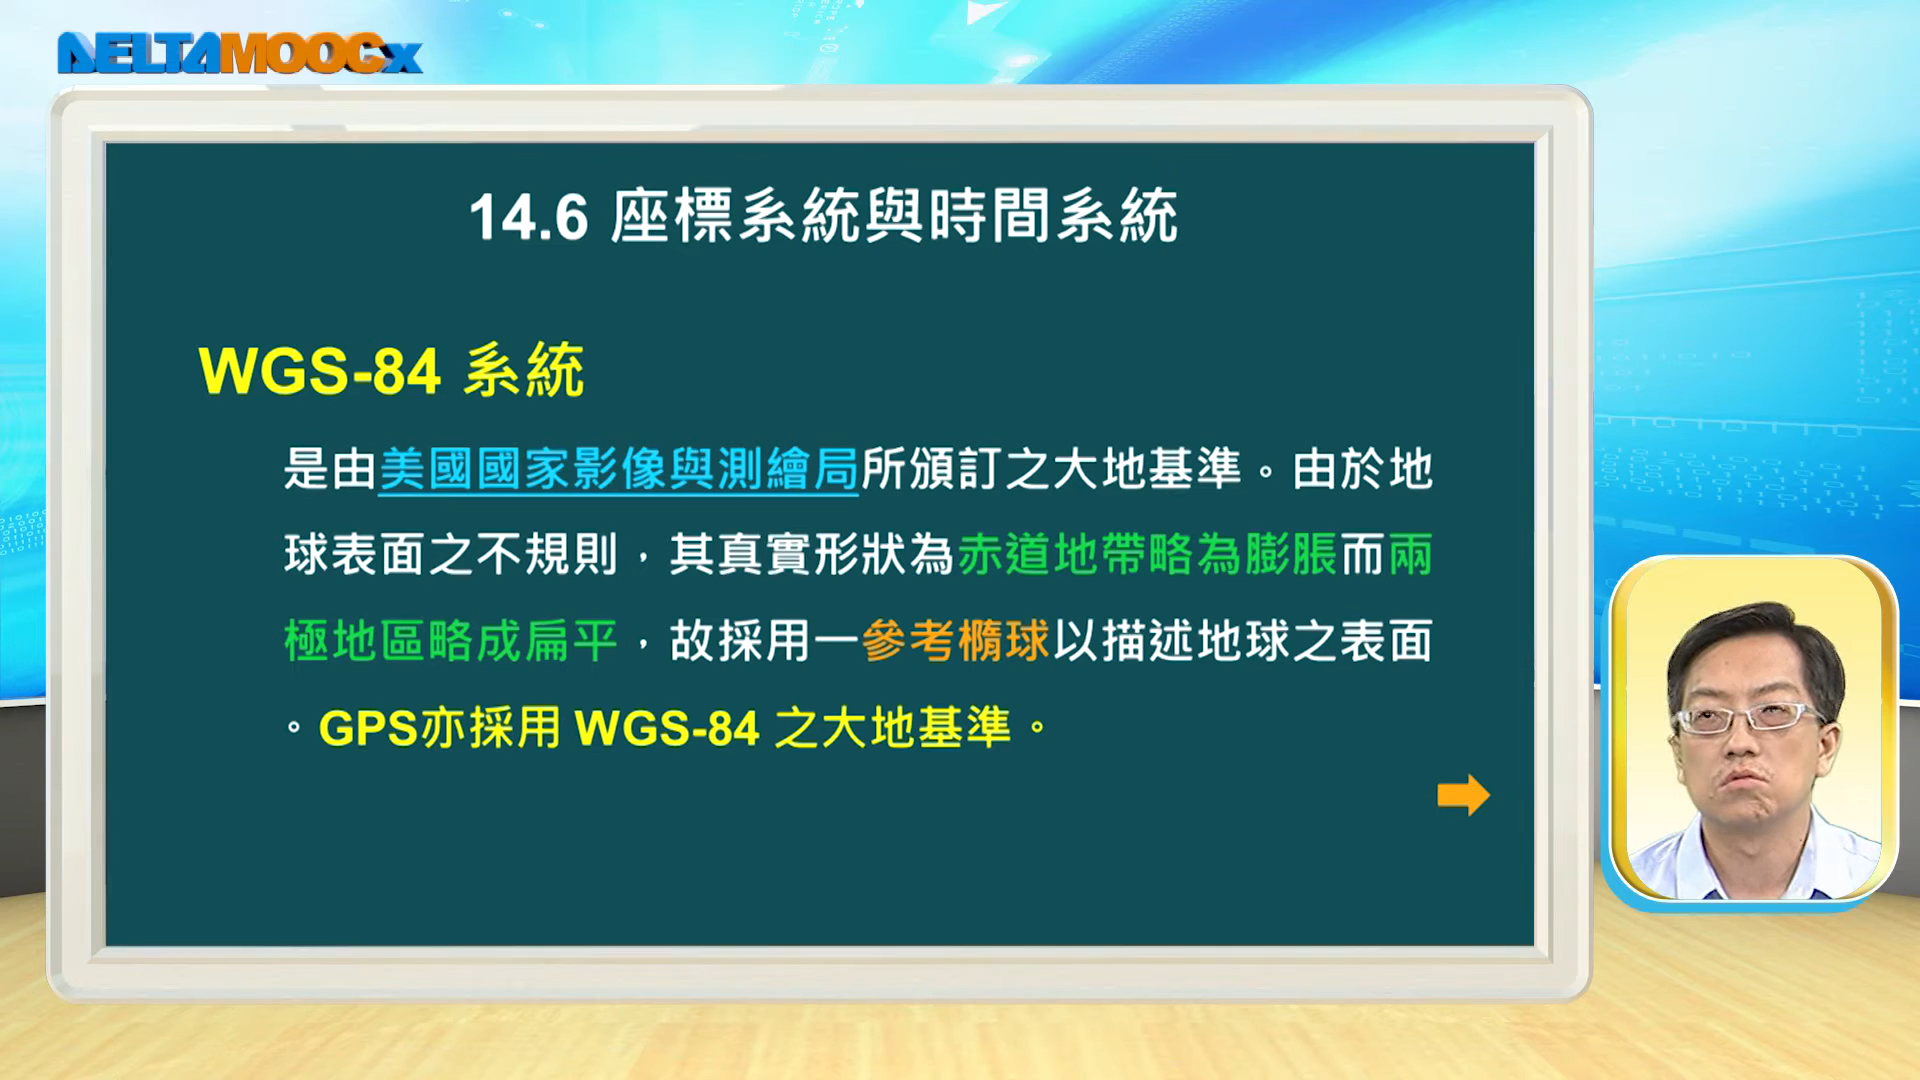 DELTAMOOCx
14.6 座標系統與時間系統
WGS-84 系統
是由美國國家影像與測繪局所頒訂之大地基準。由於地
球表面之不規則，其真實形狀為赤道地帶略為膨脹而兩
極地區略成扁平，故採用一參考橢球以描述地球之表面
。GPS亦採用 WGS-84 之大地基準。